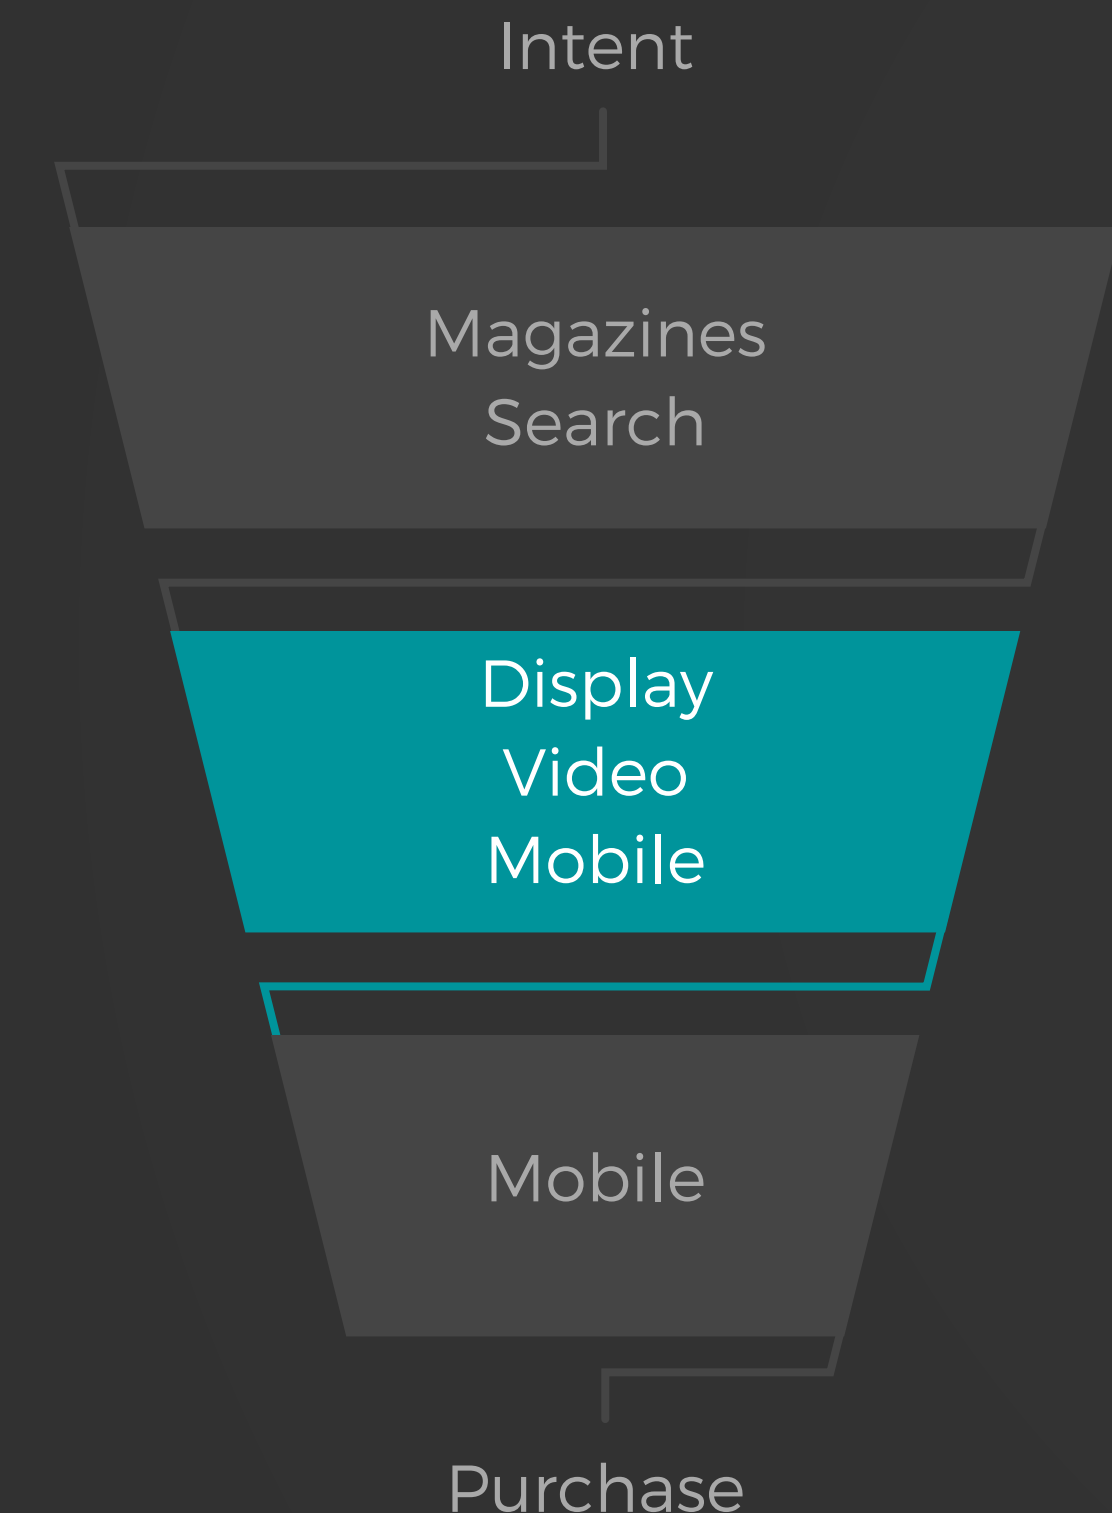 Intent
Magazines
Search
Display
Video
Mobile
Mobile
Purchase